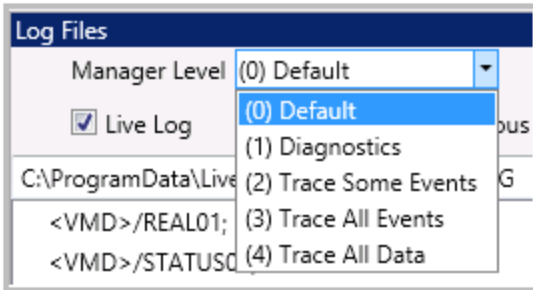 Log Files
Manager Level (0) Default
(0) Default
Live Log
(1) Diagnostics
(2) Trace Some Events
C:\ProgramData\Live
(3) Trace All Events
<VMD>/REAL01;
(4) Trace All Data
<VMD>/STATUS0